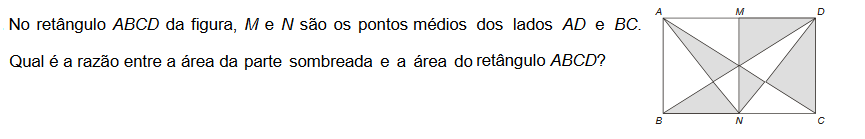 A M D
No retângulo ABCD da figura, M e N são os pontos médios dos lados AD e BC.
Qual é a razão entre a área da parte sombreada e a área do retângulo ABCD?
B N C